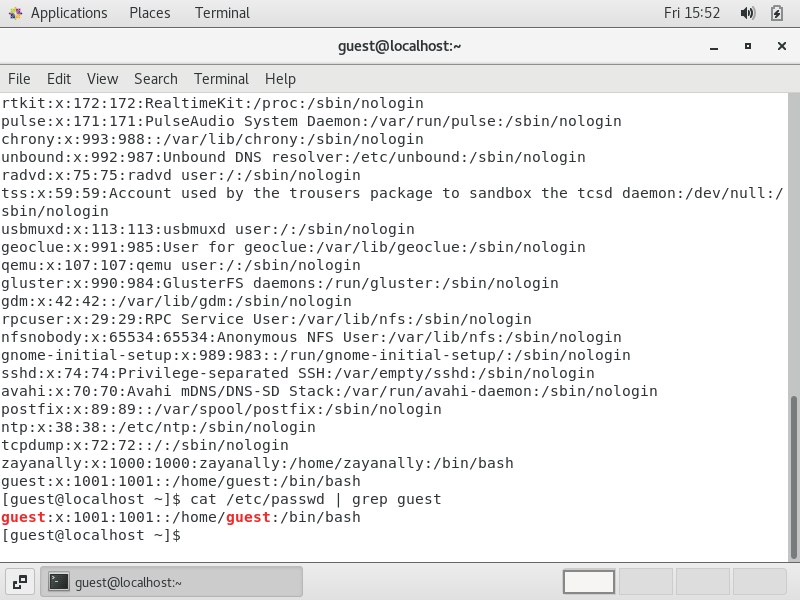 Applications Places Terminal Fri 15:52
guest@localhost:~
File Edit View Search Terminal Help
rtkit:x:172:172:RealtimeKit:/proc:/sbin/nologin
pulse:x:171:171:PulseAudio System Daemon:/var/run/pulse:/sbin/nologin
chrony:x:993:988::/var/lib/chrony:/sbin/nologin
unbound:x:992:987:Unbound DNS resolver:/etc/unbound:/sbin/nologin
radvd:x:75:75:radvd user:/:/sbin/nologin
tss:x:59:59:Account used by the trousers package to sandbox the tcsd daemon:/dev/null:/
sbin/nologin
usbmuxd:x:113:113:usbmuxd user:/:/sbin/nologin
geoclue:x:991:985:User for geoclue:/var/lib/geoclue:/sbin/nologin
qemu:x:107:107:qemu user:/:/sbin/nologin
gluster:x:990:984:GlusterFS daemons:/run/gluster:/sbin/nologin
gdm:x:42:42::/var/lib/gdm:/sbin/nologin
rpcuser:x:29:29:RPC Service User:/var/lib/nfs:/sbin/nologin
nfsnobody:x:65534:65534:Anonymous NFS User:/var/lib/nfs:/sbin/nologin
gnome-initial-setup:x:989:983::/run/gnome-initial-setup/:/sbin/nologin
sshd:x:74:74:Privilege-separated SSH:/var/empty/sshd:/sbin/nologin
avahi:x:70:70:Avahi mDNS/DNS-SD Stack:/var/run/avahi-daemon:/sbin/nologin
postfix:x:89:89::/var/spool/postfix:/sbin/nologin
ntp:x:38:38::/etc/ntp:/sbin/nologin
tcpdump:x:72:72::/:/sbin/nologin
zayanally:x:1000:1000:zayanally:/home/zayanally:/bin/bash
guest:x:1001:1001::/home/guest:/bin/bash
[guest@localhost ~]$ cat /etc/passwd | grep guest
guest:x:1001:1001::/home/guest:/bin/bash
[guest@localhost ~]$
guest@localhost:~